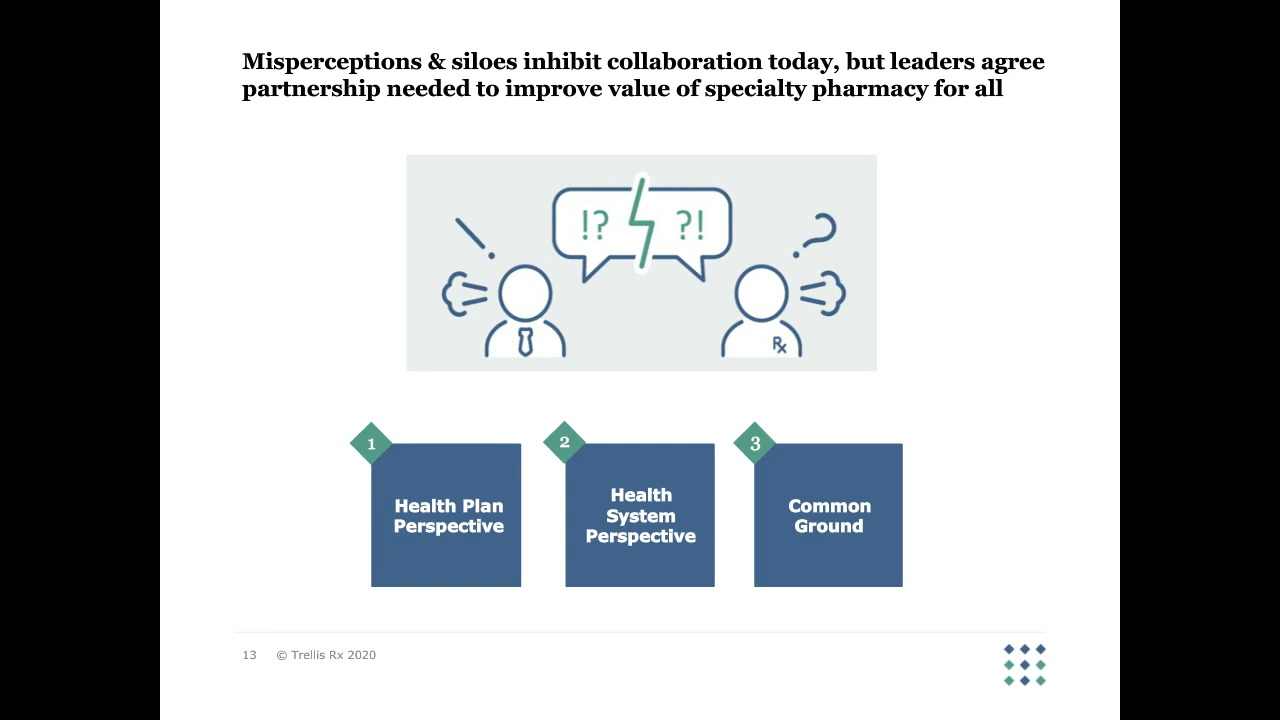 Misperceptions & siloes inhibit collaboration today, but leaders agree
partnership needed to improve value of specialty pharmacy for all
!? ?!
Rx
1
Health Plan
Perspective
2
Health
System
Perspective
3
Common
Ground
13 © Trellis Rx 2020